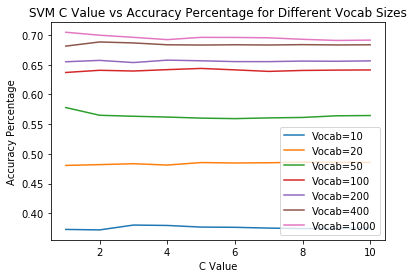 SVM C Value vs Accuracy Percentage for Different Vocab Sizes
0.70
0.65
0.60
0.55
0.50
0.45
0.40
Accuracy Percentage
Vocab=10
Vocab=20
Vocab=50
Vocab=100
Vocab=200
Vocab=400
Vocab=1000
2
4
6
8
10
C Value